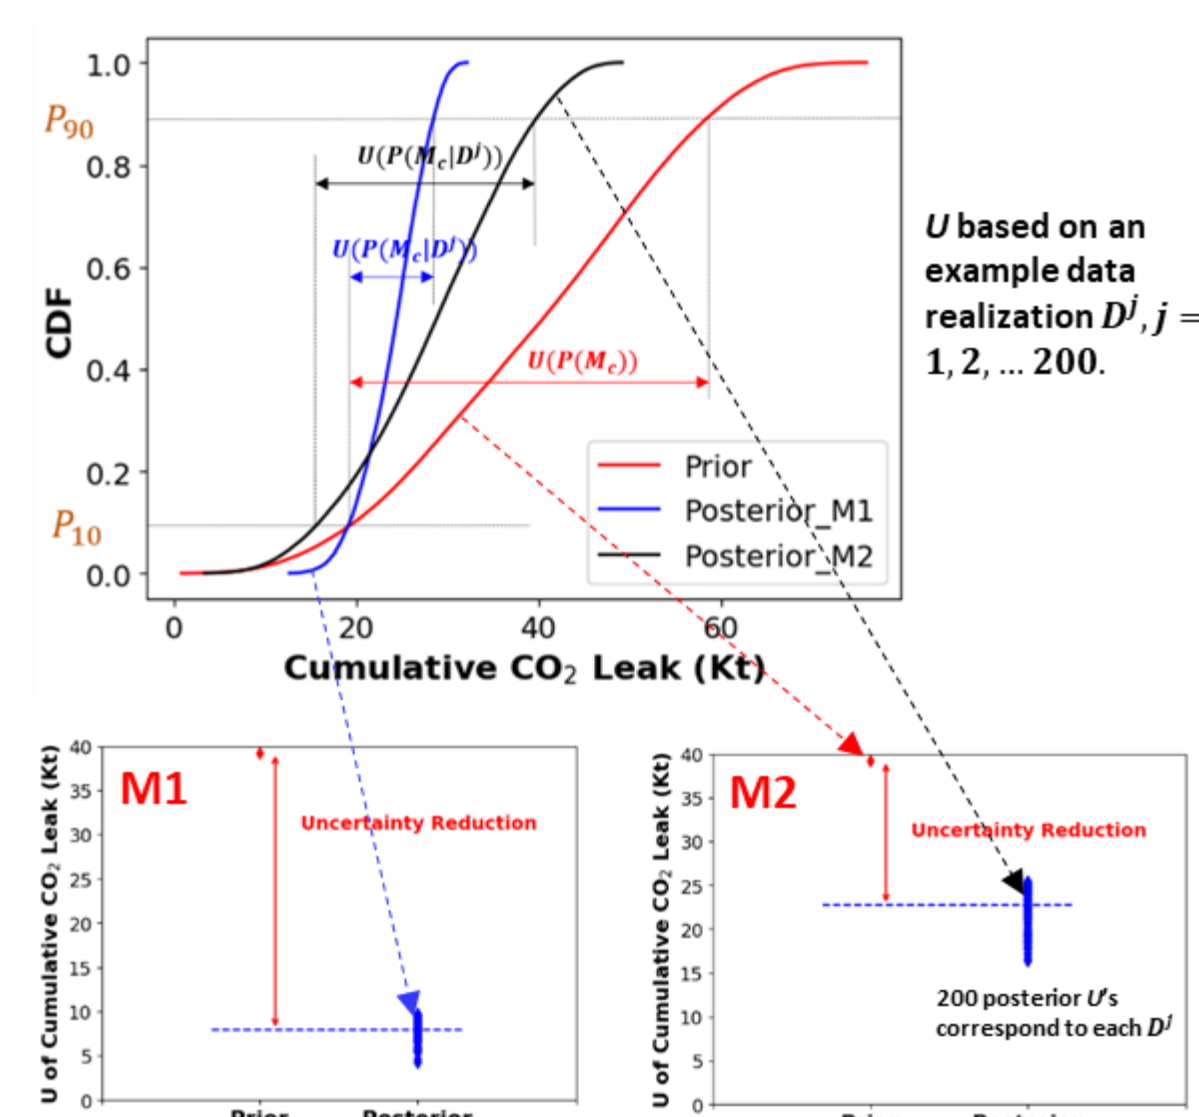 1.0
P90
U(P(Mc|D^j))
0.8
U(P(Mc|D^j))
0.6
CDF
U(P(Mc))
0.4
Prior
0.2
Posterior_M1
P10
Posterior_M2
0.0
0 20 40 60
Cumulative CO₂ Leak (Kt)
U based on an
example data
realization D^j, j =
1, 2, … 200.
M1
Uncertainty Reduction
U of Cumulative CO₂ Leak (Kt)
40
35
30
25
20
15
10
5
0
Prior Posterior
M2
Uncertainty Reduction
U of Cumulative CO₂ Leak (Kt)
40
35
30
25
20
15
10
5
0
200 posterior U's
correspond to each D^j
Prior Posterior